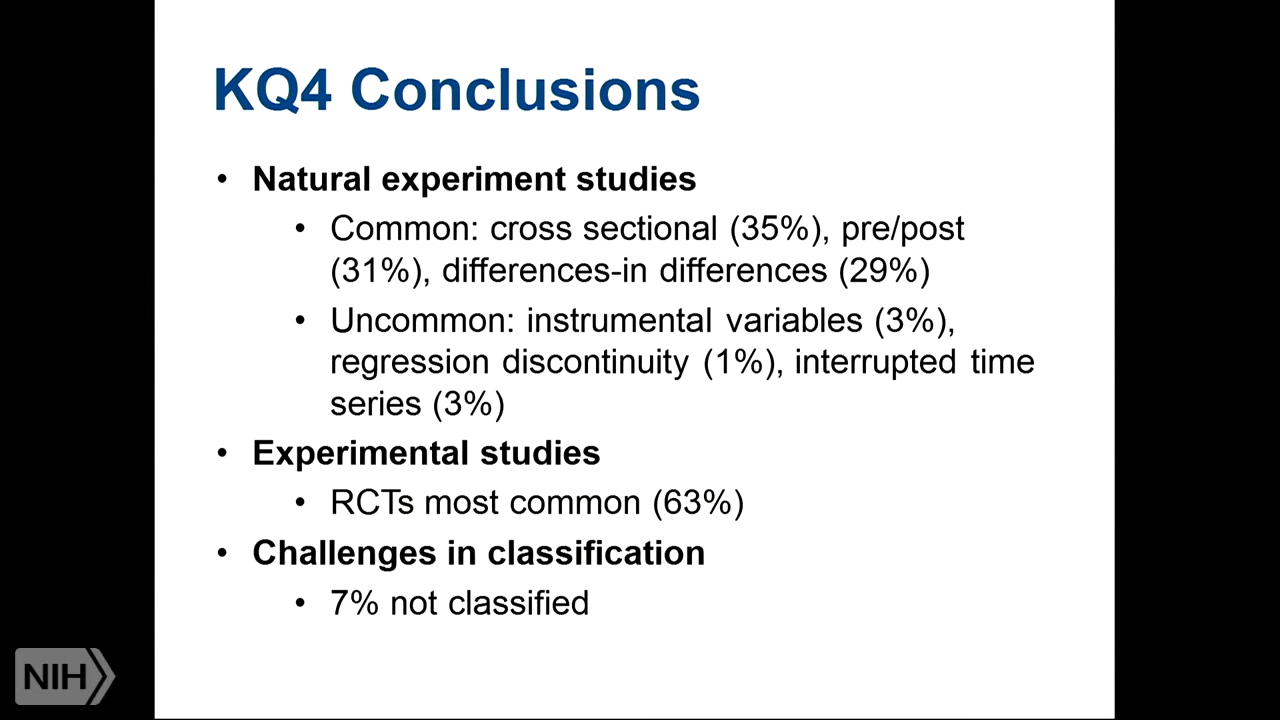 KQ4 Conclusions
• Natural experiment studies
• Common: cross sectional (35%), pre/post
(31%), differences-in differences (29%)
• Uncommon: instrumental variables (3%),
regression discontinuity (1%), interrupted time
series (3%)
• Experimental studies
• RCTs most common (63%)
• Challenges in classification
• 7% not classified
NIH